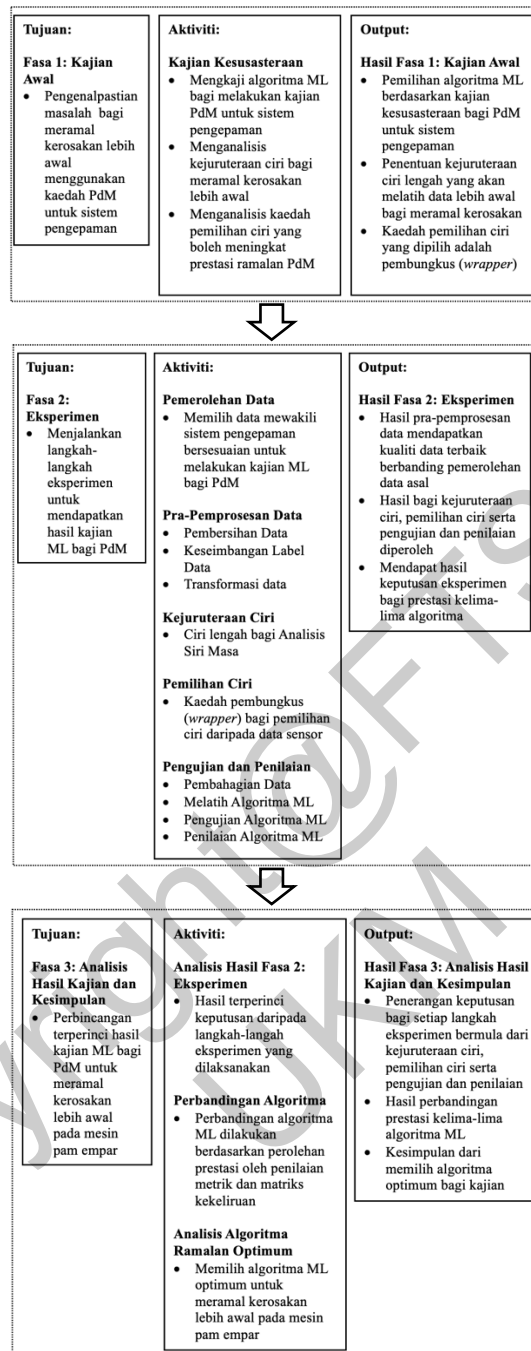 Tujuan:
Fasa 1: Kajian
Awal
• Pengenalpastian
masalah bagi
meramal
kerosakan lebih
awal
menggunakan
kaedah PdM
untuk sistem
pengepaman
Aktiviti:
Kajian Kesusasteraan
• Mengkaji algoritma ML
bagi melakukan kajian
PdM untuk sistem
pengepaman
• Menganalisis
kejuruteraan ciri bagi
meramal kerosakan
lebih awal
• Menganalisis kaedah
pemilihan ciri yang
boleh meningkat
prestasi ramalan PdM
Output:
Hasil Fasa 1: Kajian Awal
• Pemilihan algoritma ML
berdasarkan kajian
kesusasteraan bagi PdM
untuk sistem
pengepaman
• Penentuan kejuruteraan
ciri lengah yang akan
melatih data lebih awal
bagi meramal kerosakan
• Kaedah pemilihan ciri
yang dipilih adalah
pembungkus (wrapper)
Tujuan:
Fasa 2:
Eksperimen
• Menjalankan
langkah-
langkah
eksperimen
untuk
mendapatkan
hasil kajian
ML bagi PdM
Aktiviti:
Pemerolehan Data
• Memilih data mewakili
sistem pengepaman
bersesuaian untuk
melakukan kajian ML
bagi PdM
Pra-Pemprosesan Data
• Pembersihan Data
• Keseimbangan Label
Data
• Transformasi data
Kejuruteraan Ciri
• Ciri lengah bagi Analisis
Siri Masa
Pemilihan Ciri
• Kaedah pembungkus
(wrapper) bagi pemilihan
ciri daripada data sensor
Pengujian dan Penilaian
• Pembahagian Data
• Melatih Algoritma ML
• Pengujian Algoritma ML
• Penilaian Algoritma ML
Output:
Hasil Fasa 2: Eksperimen
• Hasil pra-pemprosesan
data mendapatkan
kualiti data terbaik
berbanding pemerolehan
data asal
• Hasil bagi kejuruteraan
ciri, pemilihan ciri serta
pengujian dan penilaian
diperoleh
• Mendapat hasil
keputusan eksperimen
bagi prestasi kelima-
lima algoritma
Tujuan:
Fasa 3: Analisis
Hasil Kajian dan
Kesimpulan
• Perbincangan
terperinci hasil
kajian ML bagi
PdM untuk
meramal
kerosakan
lebih awal
pada mesin
pam empar
Aktiviti:
Analisis Hasil Fasa 2:
Eksperimen
• Hasil terperinci
keputusan daripada
langkah-langah
eksperimen yang
dilaksanakan
Perbandingan Algoritma
• Perbandingan algoritma
ML dilakukan
berdasarkan perolehan
prestasi oleh penilaian
metrik dan matriks
kekeliruan
Analisis Algoritma
Ramalan Optimum
• Memilih algoritma ML
optimum untuk
meramal kerosakan
lebih awal pada mesin
pam empar
Output:
Hasil Fasa 3: Analisis Hasil
Kajian dan Kesimpulan
• Penerangan keputusan
bagi setiap langkah
eksperimen bermula dari
kejuruteraan ciri,
pemilihan ciri serta
pengujian dan penilaian
• Hasil perbandingan
prestasi kelima-lima
algoritma ML
• Kesimpulan dari
memilih algoritma
optimum bagi kajian
yright@FTS
UKM